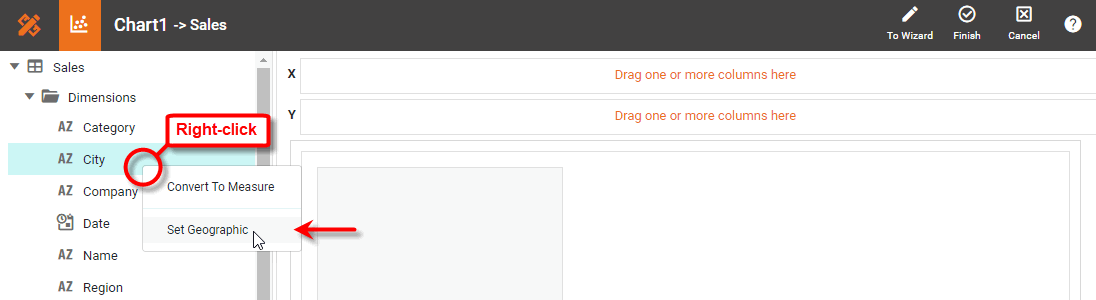 Chart1 -> Sales
To Wizard
Finish
Cancel
?
Sales
X
Drag one or more columns here
Dimensions
Y
Drag one or more columns here
AZ Category
Right-click
AZ City
AZ Company
Convert To Measure
Date
Set Geographic
AZ Name
AZ Region